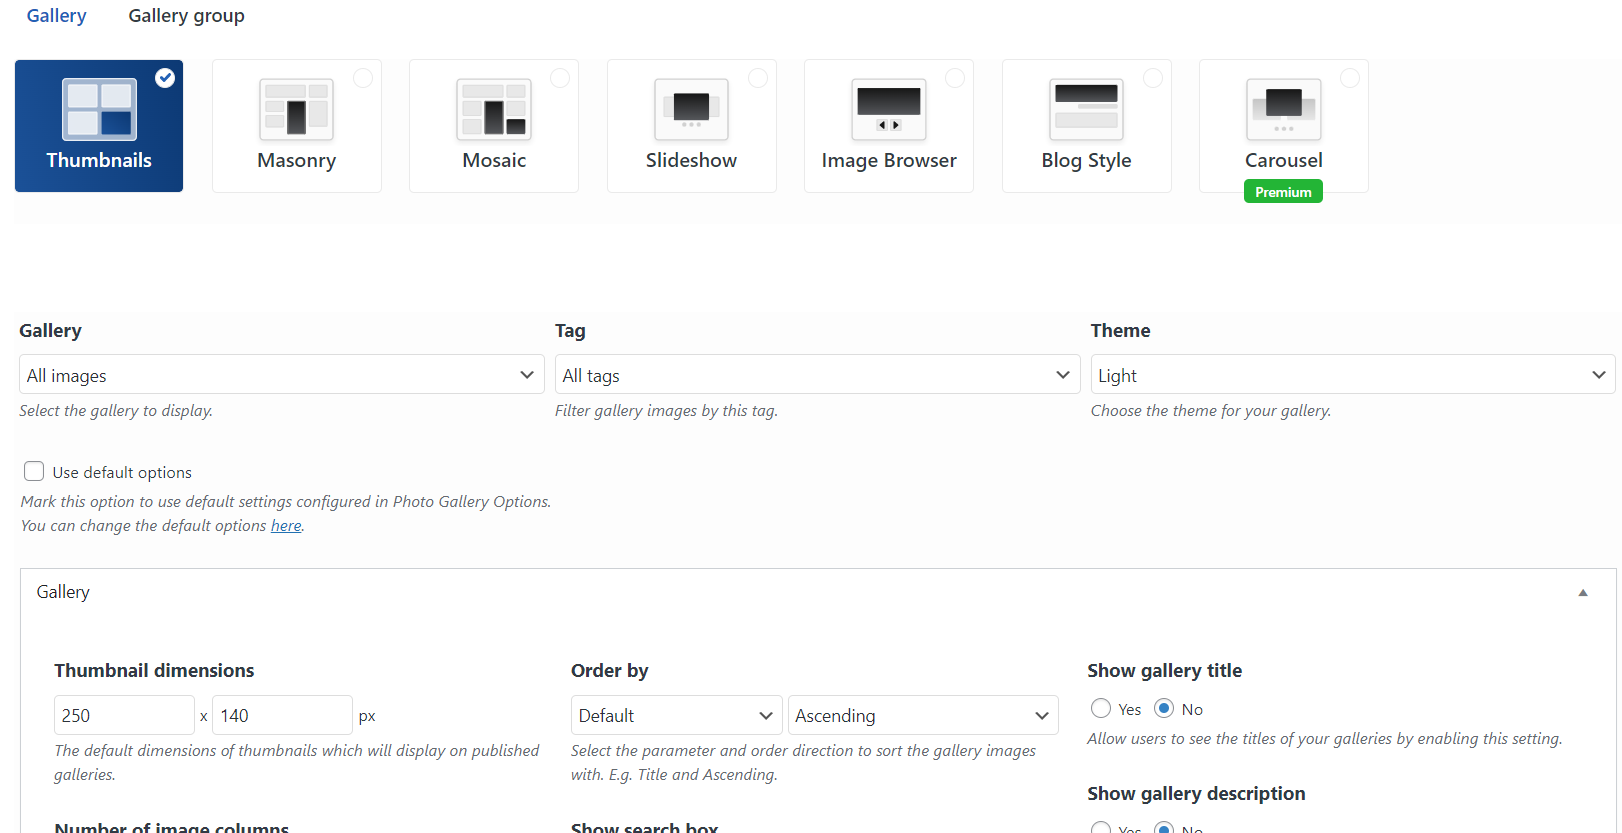 Gallery Gallery group
Thumbnails Masonry Mosaic Slideshow Image Browser Blog Style Carousel
Premium
Gallery Tag Theme
All images All tags Light
Select the gallery to display. Filter gallery images by this tag. Choose the theme for your gallery.
Use default options
Mark this option to use default settings configured in Photo Gallery Options.
You can change the default options here.
Gallery
Thumbnail dimensions Order by Show gallery title
250 x 140 px Default Ascending Yes No
The default dimensions of thumbnails which will display on published
galleries.
Select the parameter and order direction to sort the gallery images
with. E.g. Title and Ascending.
Allow users to see the titles of your galleries by enabling this setting.
Show gallery description
Yes No
Number of image columns Show search box